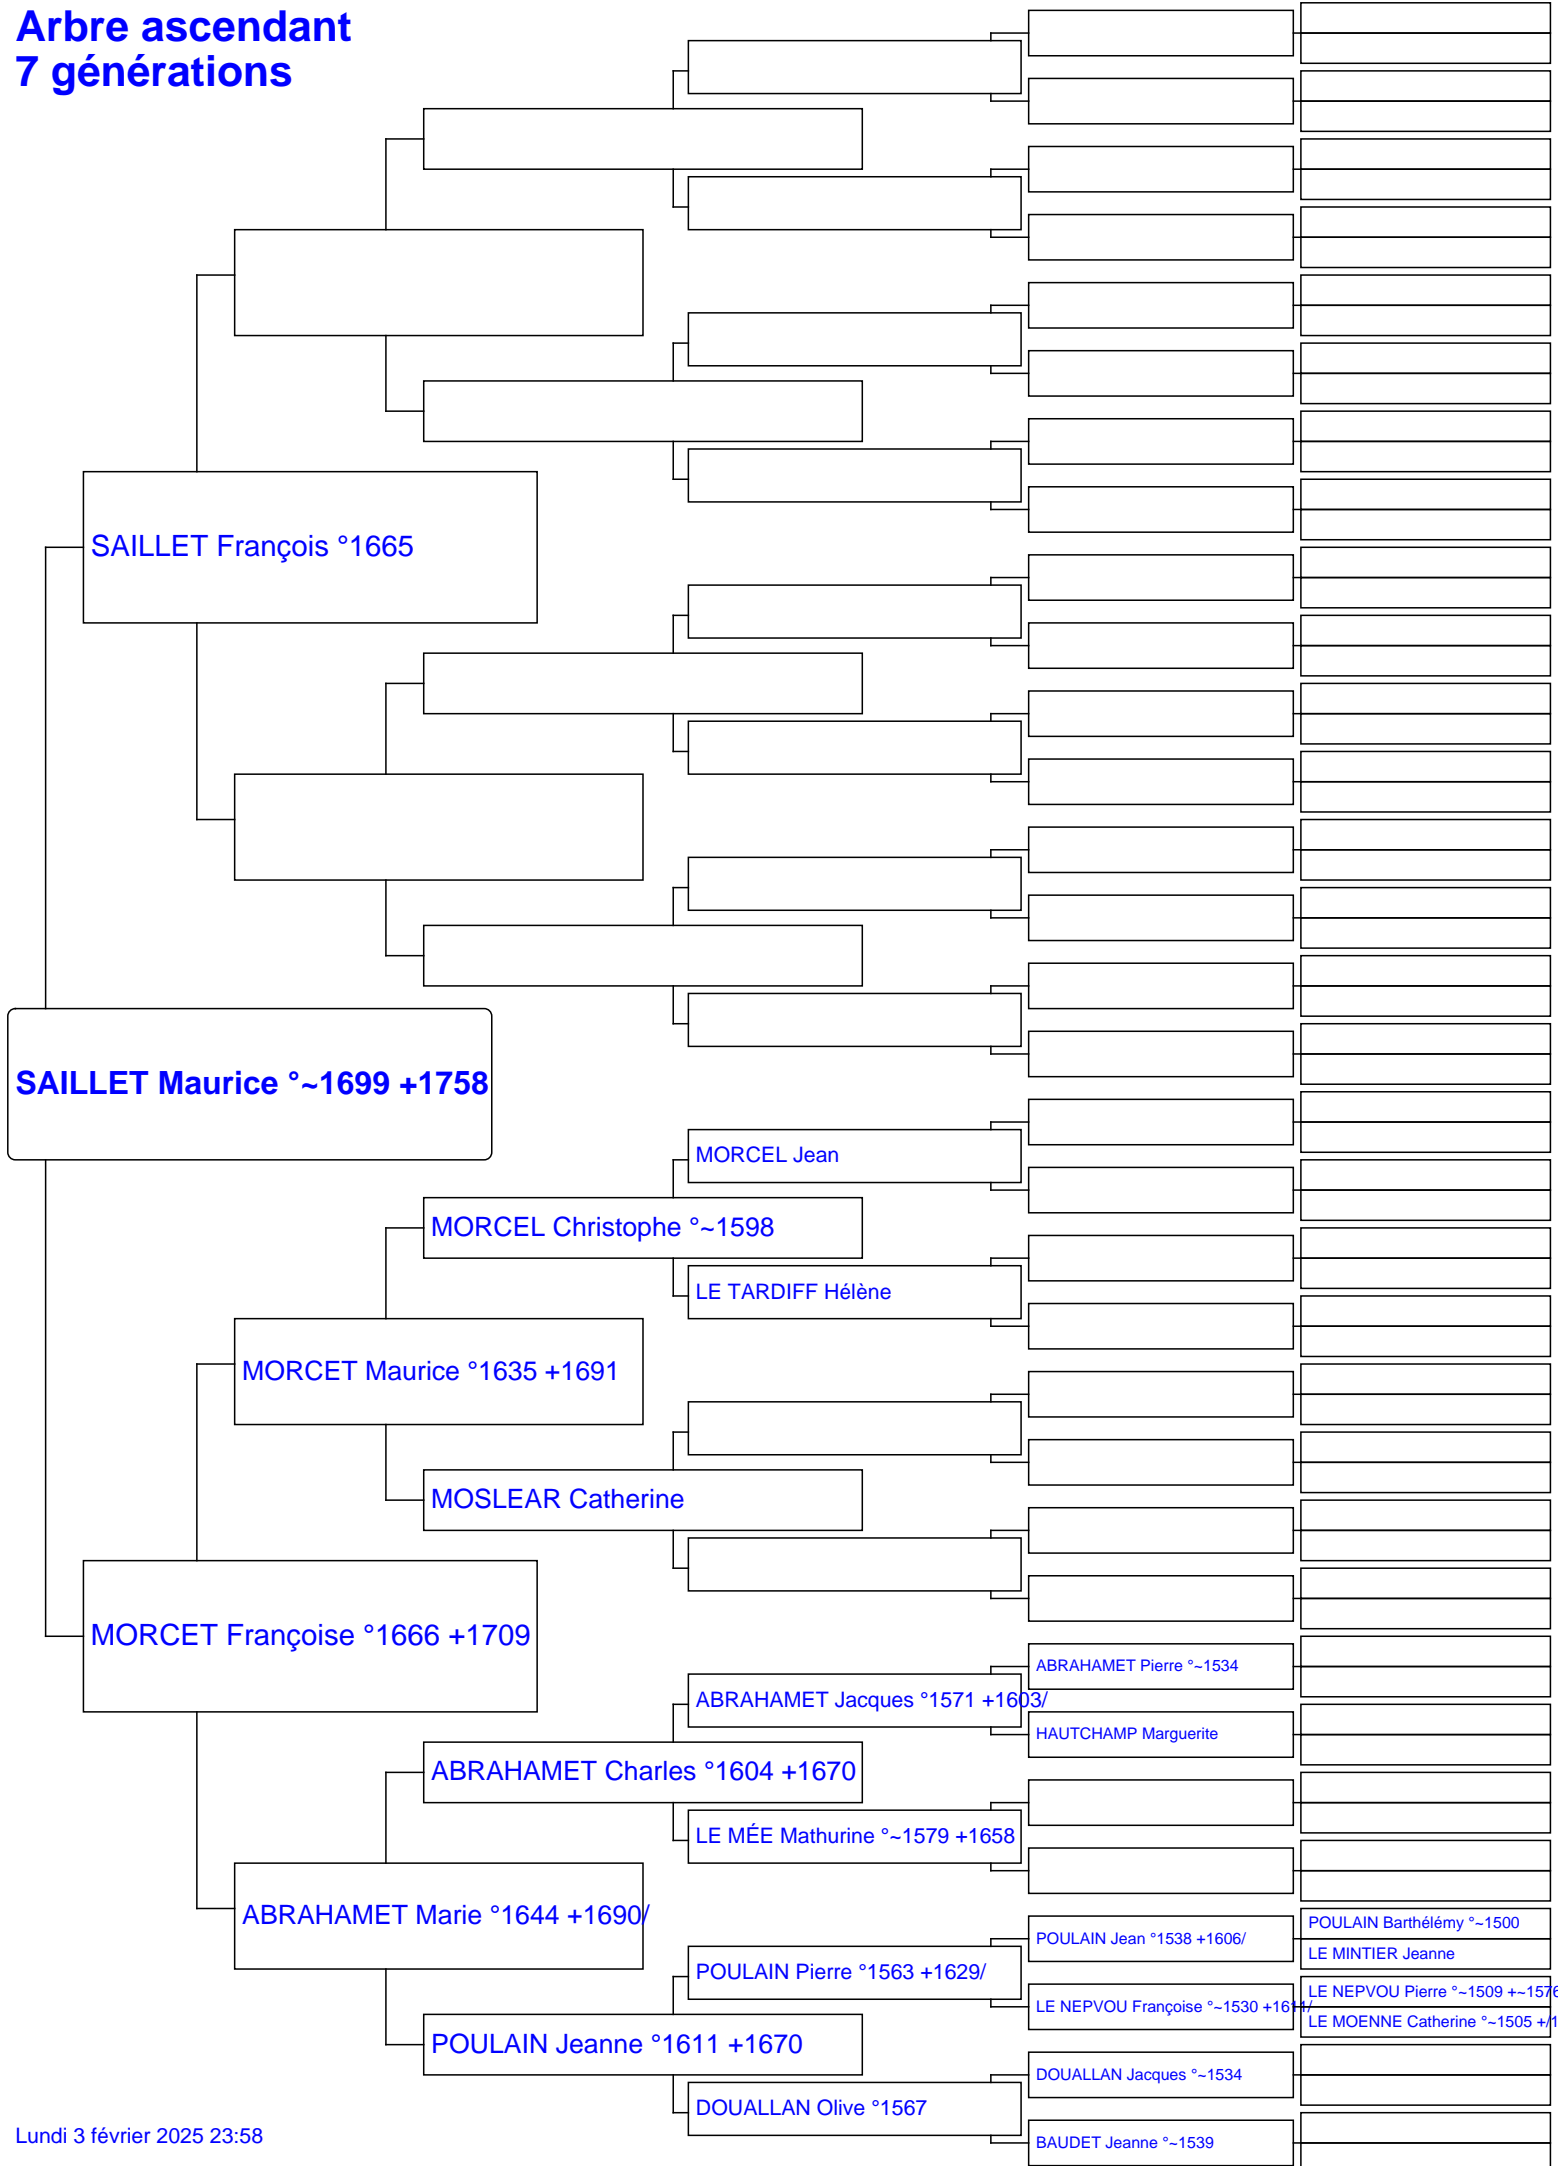 Arbre ascendant
7 générations
SAILLET François °1665
SAILLET Maurice °~1699 +1758
MORCEL Jean
MORCEL Christophe °~1598
LE TARDIFF Hélène
MORCET Maurice °1635 +1691
MOSLEAR Catherine
MORCET Françoise °1666 +1709
ABRAHAMET Pierre °~1534
ABRAHAMET Jacques °1571 +1603/
HAUTCHAMP Marguerite
ABRAHAMET Charles °1604 +1670
LE MÉE Mathurine °~1579 +1658
ABRAHAMET Marie °1644 +1690/
POULAIN Barthélémy °~1500
POULAIN Jean °1538 +1606/
LE MINTIER Jeanne
POULAIN Pierre °1563 +1629/
LE NEPVOU Pierre °~1509 +~1576
LE NEPVOU Françoise °~1530 +1611/
LE MOENNE Catherine °~1505 +/1
POULAIN Jeanne °1611 +1670
DOUALLAN Jacques °~1534
DOUALLAN Olive °1567
BAUDET Jeanne °~1539
Lundi 3 février 2025 23:58